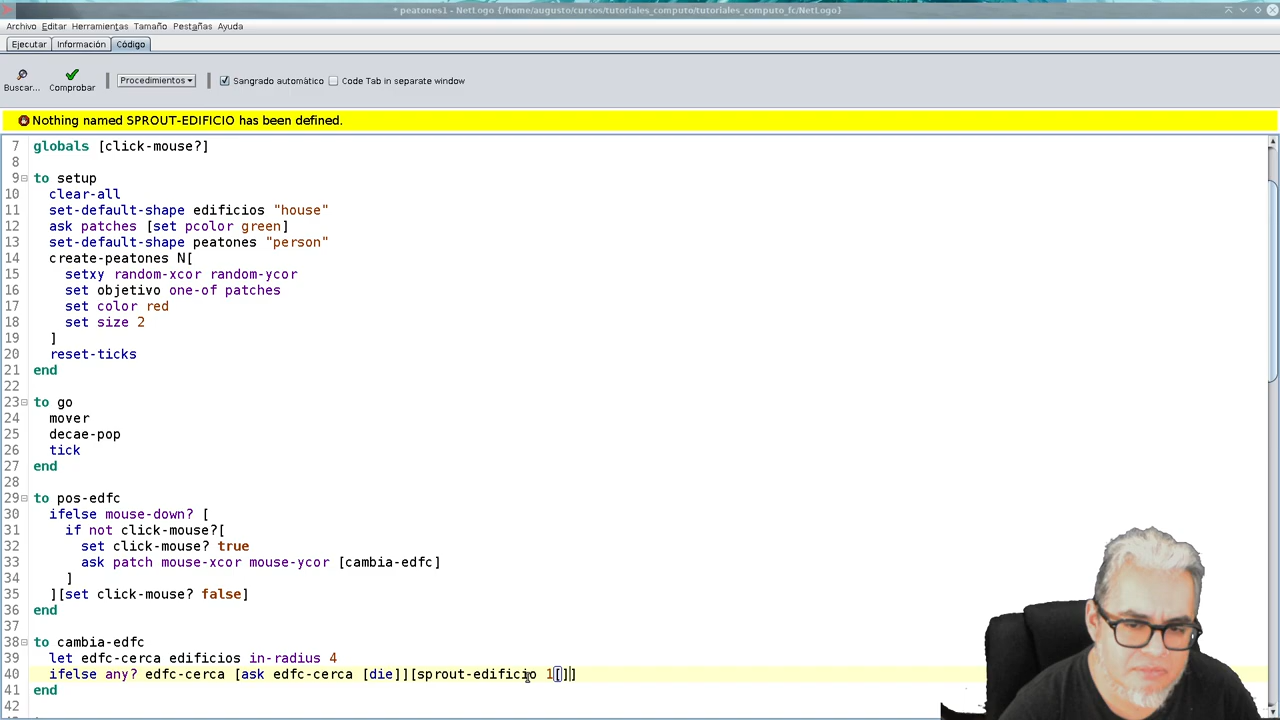 * peatones1 - NetLogo {/home/augusto/cursos/tutoriales_computo/tutoriales_computo_fc/NetLogo}
Archivo Editar Herramientas Tamaño Pestañas Ayuda
Ejecutar Información Código
Buscar... Comprobar Procedimientos Sangrado automàtico Code Tab in separate window
Nothing named SPROUT-EDIFICIO has been defined.
7 globals [click-mouse?]
8
9 to setup
10 clear-all
11 set-default-shape edificios "house"
12 ask patches [set pcolor green]
13 set-default-shape peatones "person"
14 create-peatones N[
15 setxy random-xcor random-ycor
16 set objetivo one-of patches
17 set color red
18 set size 2
19 ]
20 reset-ticks
21 end
22
23 to go
24 mover
25 decae-pop
26 tick
27 end
28
29 to pos-edfc
30 ifelse mouse-down? [
31 if not click-mouse?[
32 set click-mouse? true
33 ask patch mouse-xcor mouse-ycor [cambia-edfc]
34 ]
35 ][set click-mouse? false]
36 end
37
38 to cambia-edfc
39 let edfc-cerca edificios in-radius 4
40 ifelse any? edfc-cerca [ask edfc-cerca [die]][sprout-edificio 1[]]
41 end
42